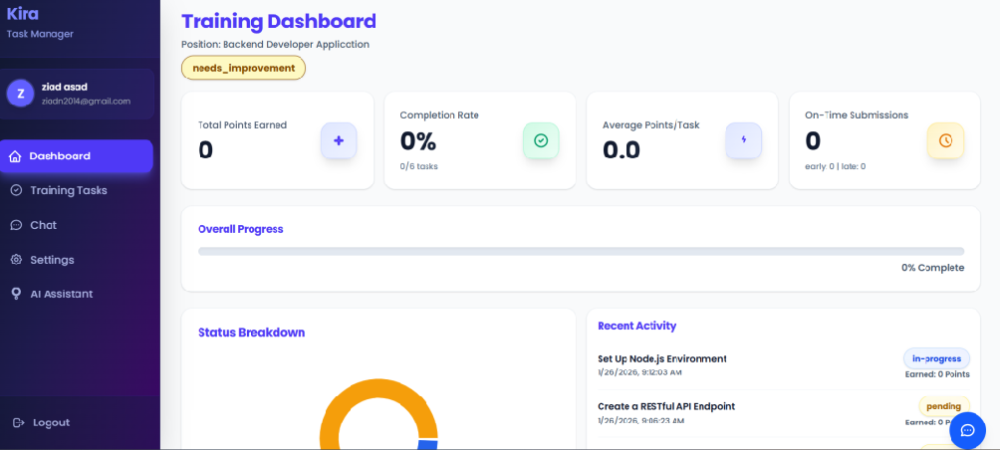 Kira
Task Manager
Z
ziad asad
ziadn2014@gmail.com
Dashboard
Training Tasks
Chat
Settings
AI Assistant
Logout
Training Dashboard
Position: Backend Developer Application
needs_improvement
Total Points Earned
0
Completion Rate
0%
0/6 tasks
Average Points/Task
0.0
On-Time Submissions
0
early: 0 | late: 0
Overall Progress
0% Complete
Status Breakdown
Recent Activity
Set Up Node.js Environment
1/26/2026, 9:12:03 AM
in-progress
Earned: 0 Points
Create a RESTful API Endpoint
1/26/2026, 9:06:23 AM
pending
Earned: 0